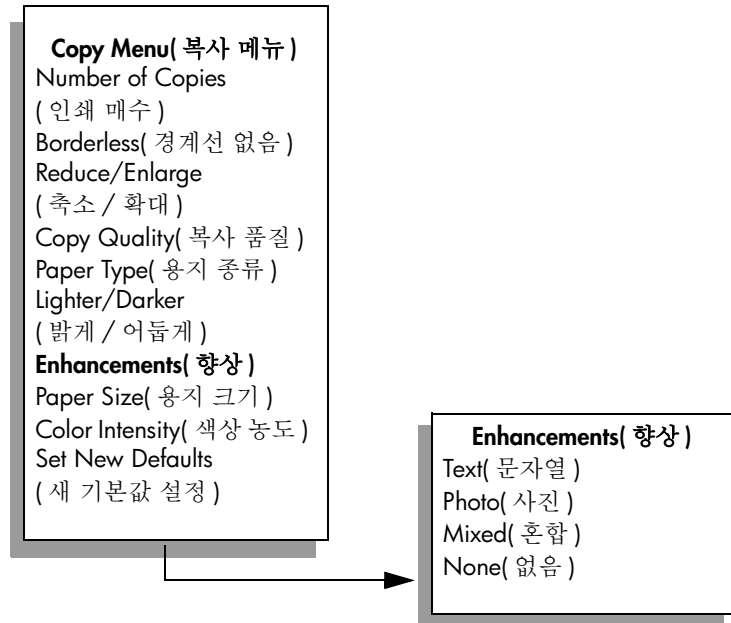 Copy Menu( 복사 메뉴 )
Number of Copies
( 인쇄 매수 )
Borderless( 경계선 없음 )
Reduce/Enlarge
( 축소 / 확대 )
Copy Quality( 복사 품질 )
Paper Type( 용지 종류 )
Lighter/Darker
( 밝게 / 어둡게 )
Enhancements( 향상 )
Paper Size( 용지 크기 )
Color Intensity( 색상 농도 )
Set New Defaults
( 새 기본값 설정 )
Enhancements( 향상 )
Text( 문자열 )
Photo( 사진 )
Mixed( 혼합 )
None( 없음 )